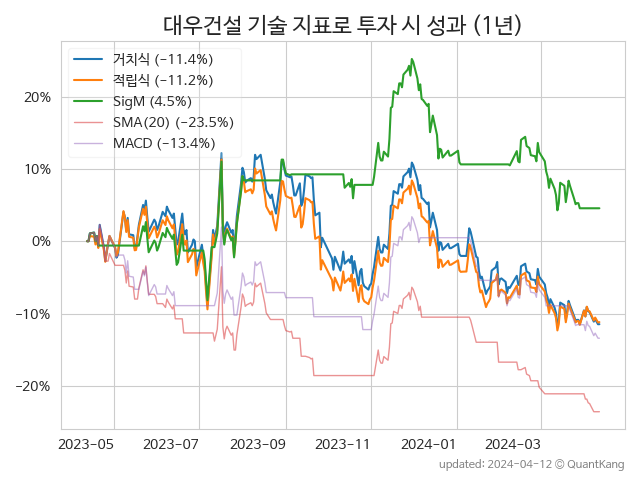 대우건설 기술 지표로 투자 시 성과 (1년)
거치식 (−11.4%)
적립식 (−11.2%)
SigM (4.5%)
SMA(20) (−23.5%)
MACD (−13.4%)
20%
10%
0%
−10%
−20%
2023-05 2023-07 2023-09 2023-11 2024-01 2024-03
updated: 2024-04-12 © QuantKang